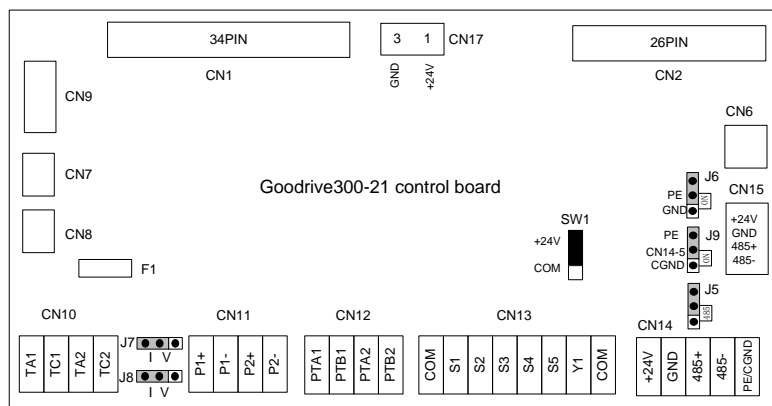 34PIN
CN1
3 1
CN17
GND
+24V
26PIN
CN2
CN9
CN7
CN8
F1
CN6
Goodrive300-21 control board
SW1
+24V
COM
J6
PE
GND
NO
J9
PE
CN14-5
CGND
NO
J5
485
CN15
+24V
GND
485+
485-
CN10
TA1
TC1
TA2
TC2
J7
I V
J8
I V
CN11
P1+
P1-
P2+
P2-
CN12
PTA1
PTB1
PTA2
PTB2
CN13
COM
S1
S2
S3
S4
S5
Y1
COM
CN14
+24V
GND
485+
485-
PE/CGND